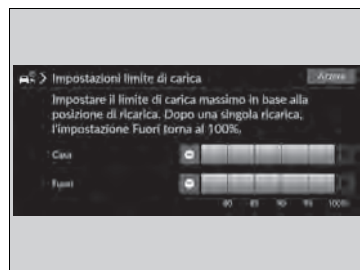 Impostazioni limite di carica
Impostare il limite di carica massimo in base alla
posizione di ricarica. Dopo una singola ricarica,
l'impostazione Fuori torna al 100%.
Casa
Fuori
80 85 90 95 100%